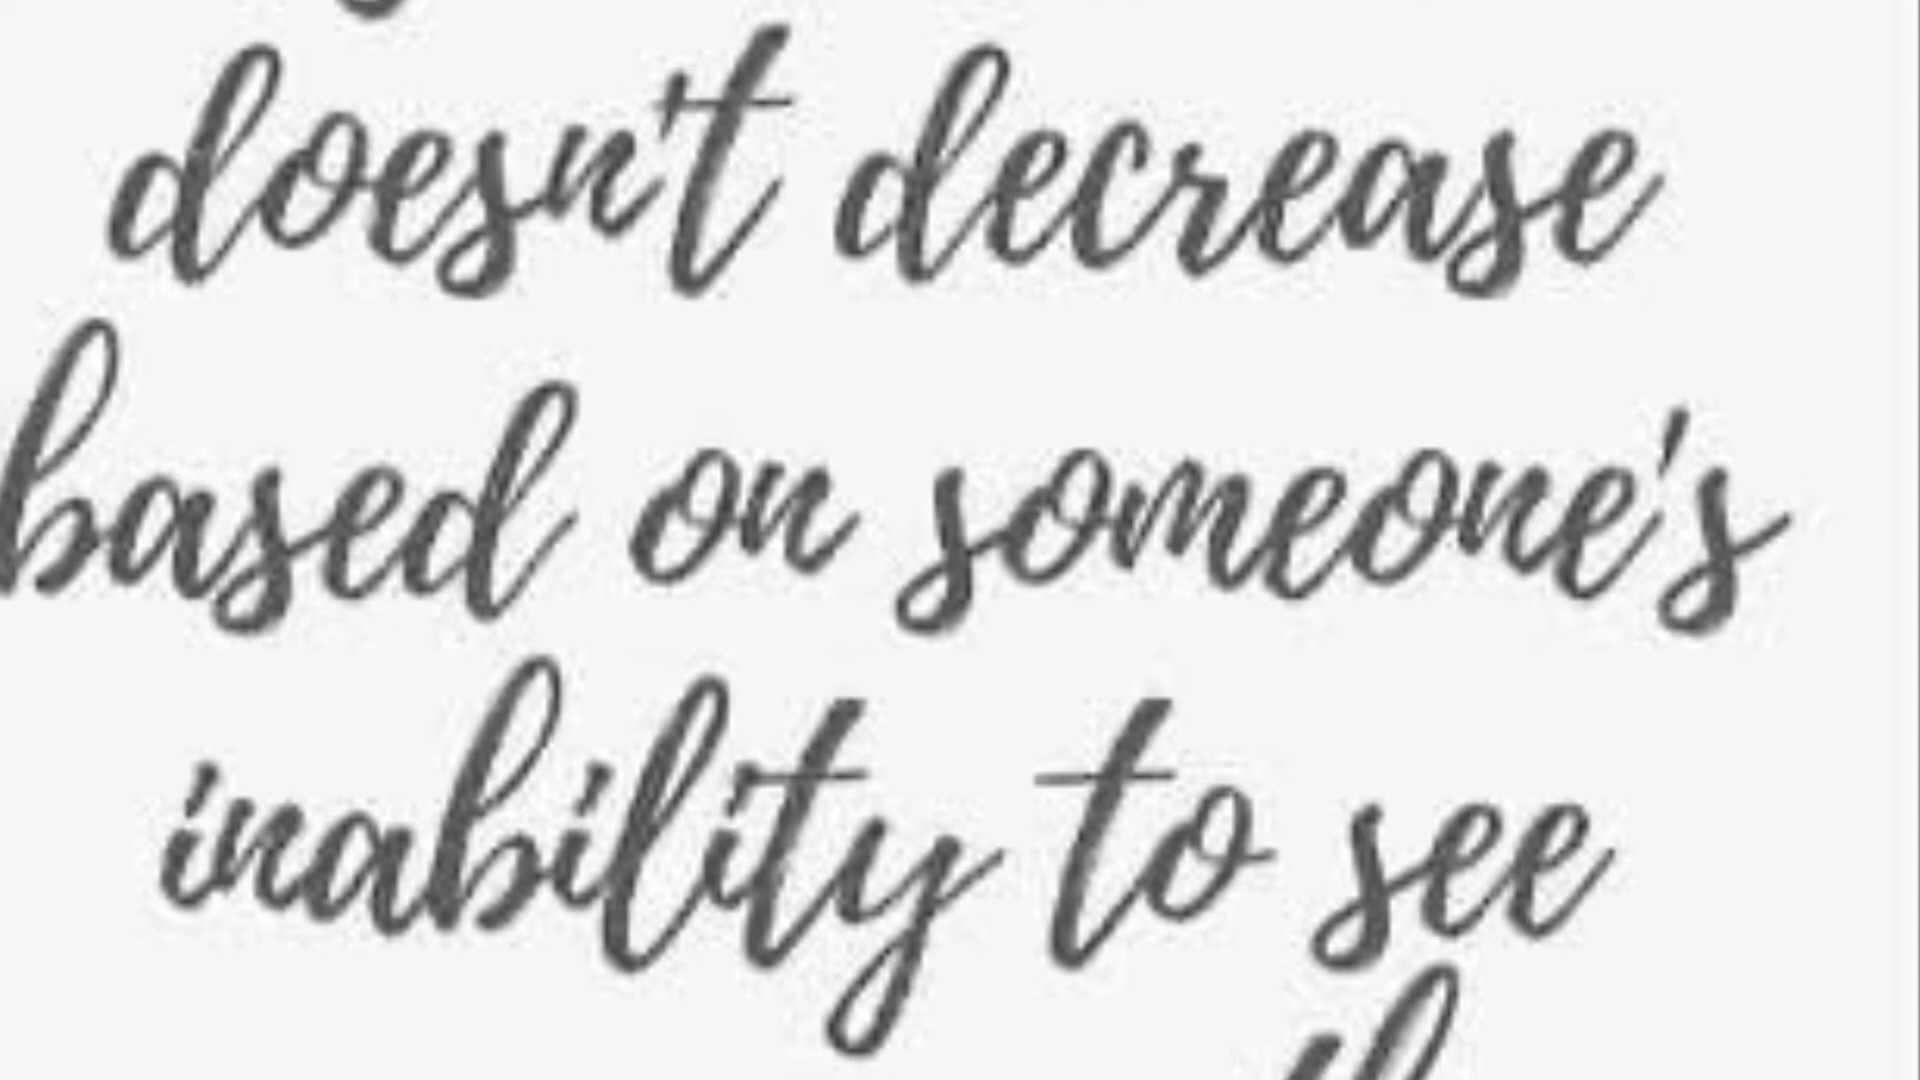 doesn't decrease
based on someone's
inability to see